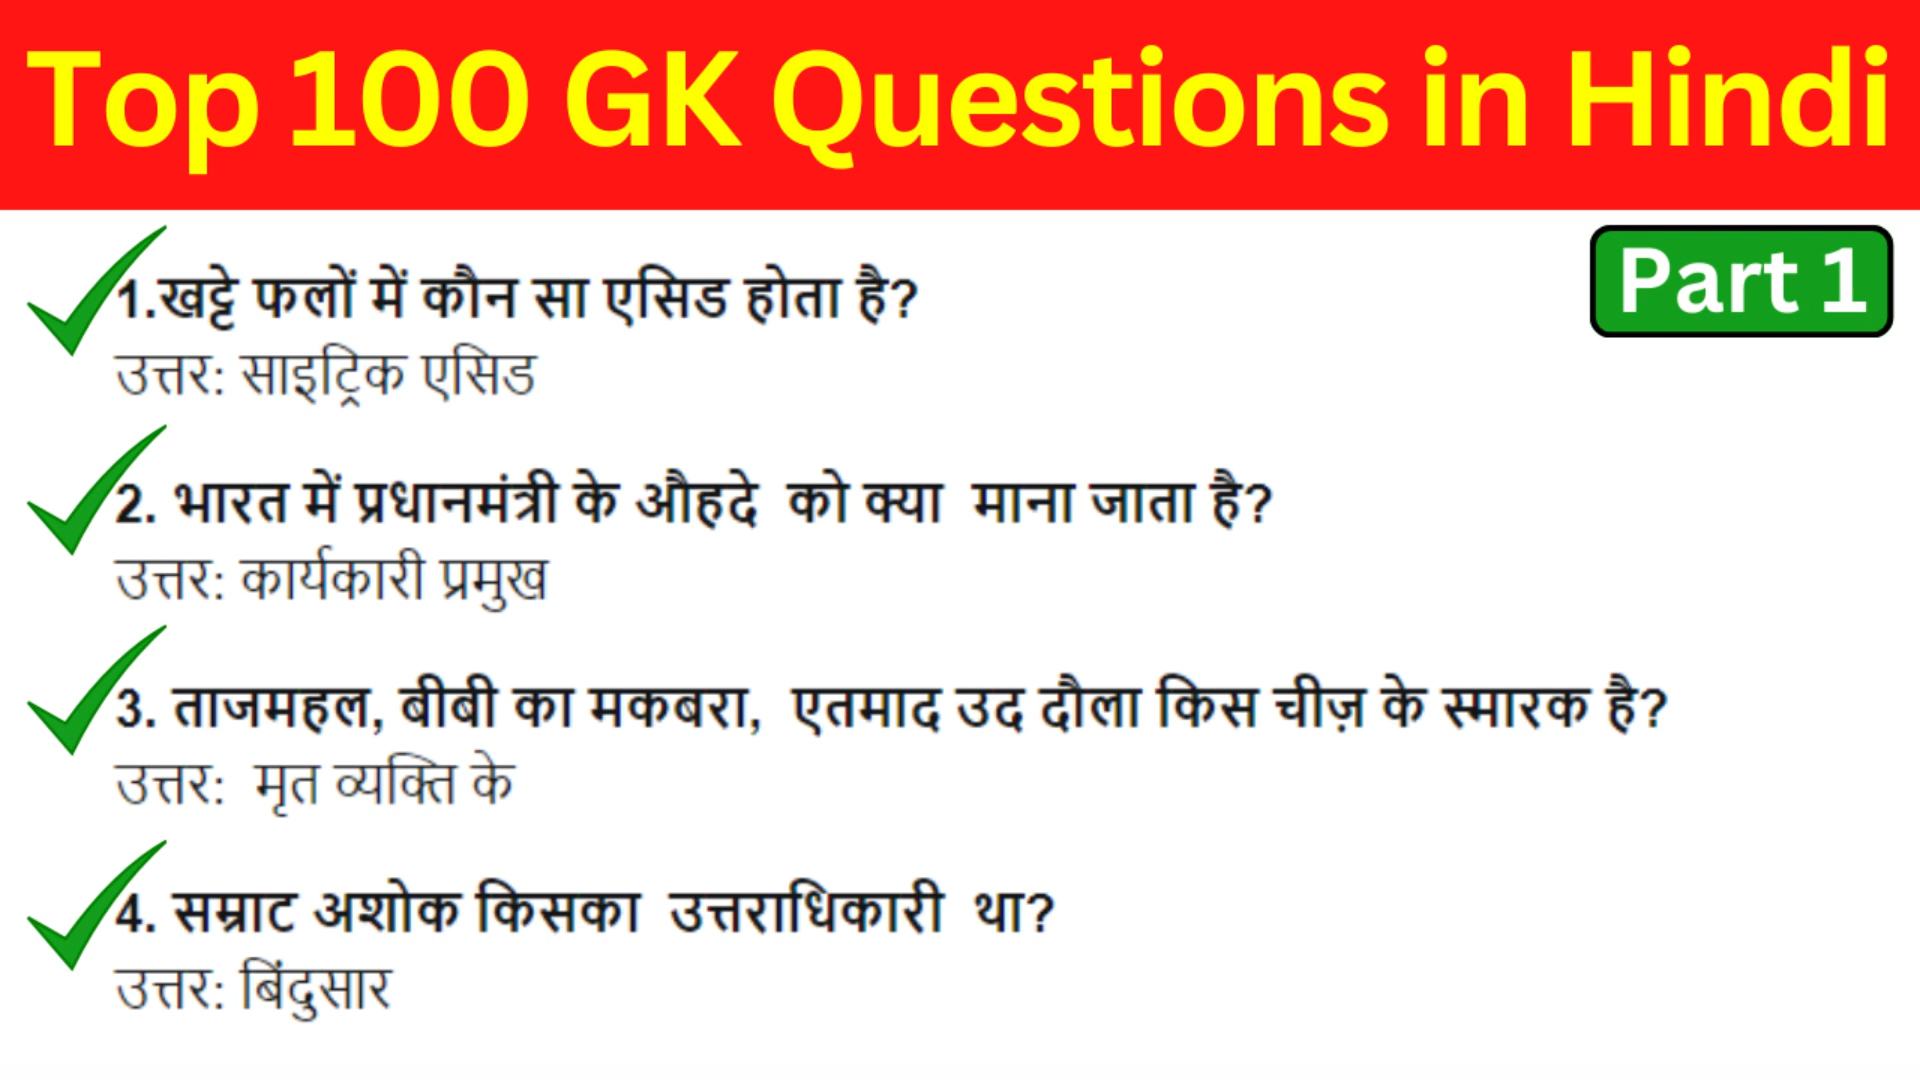 Top 100 GK Questions in Hindi
Part 1
1.खट्टे फलों में कौन सा एसिड होता है?
उत्तर: साइट्रिक एसिड
2. भारत में प्रधानमंत्री के औहदे को क्या माना जाता है?
उत्तर: कार्यकारी प्रमुख
3. ताजमहल, बीबी का मकबरा, एतमाद उद दौला किस चीज़ के स्मारक है?
उत्तर: मृत व्यक्ति के
4. सम्राट अशोक किसका उत्तराधिकारी था?
उत्तर: बिंदुसार